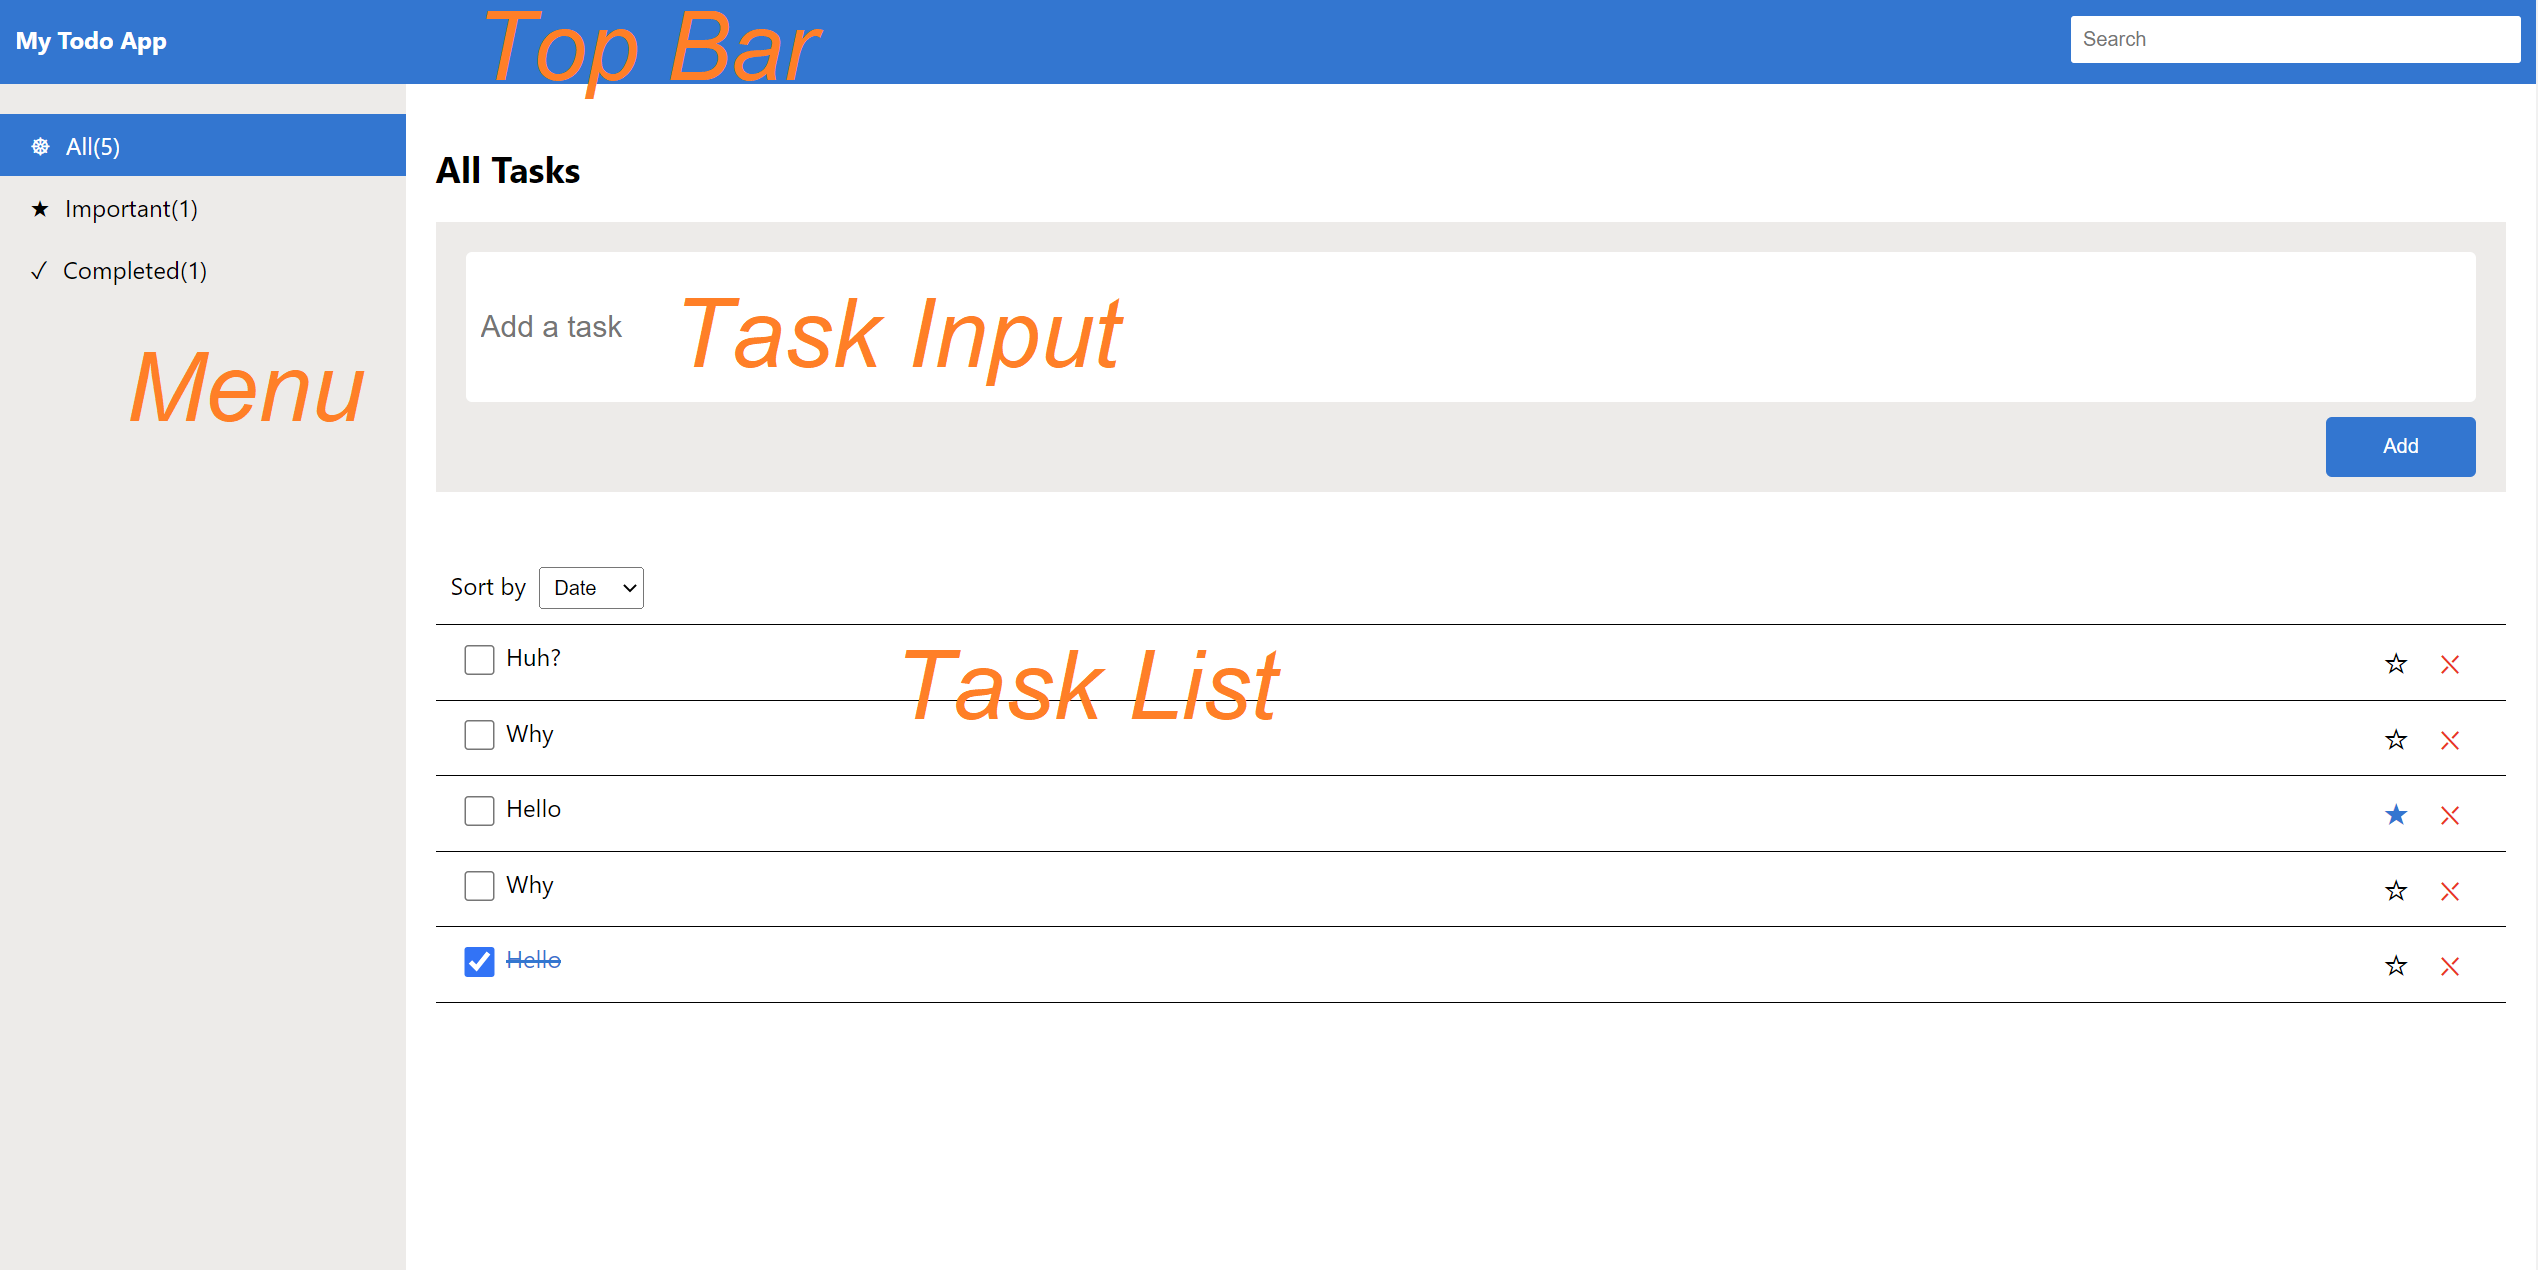 My Todo App
Top Bar
Search
All(5)
Important(1)
Completed(1)
Menu
All Tasks
Add a task
Task Input
Add
Sort by Date
Huh?
Task List
Why
Hello
Why
Hello